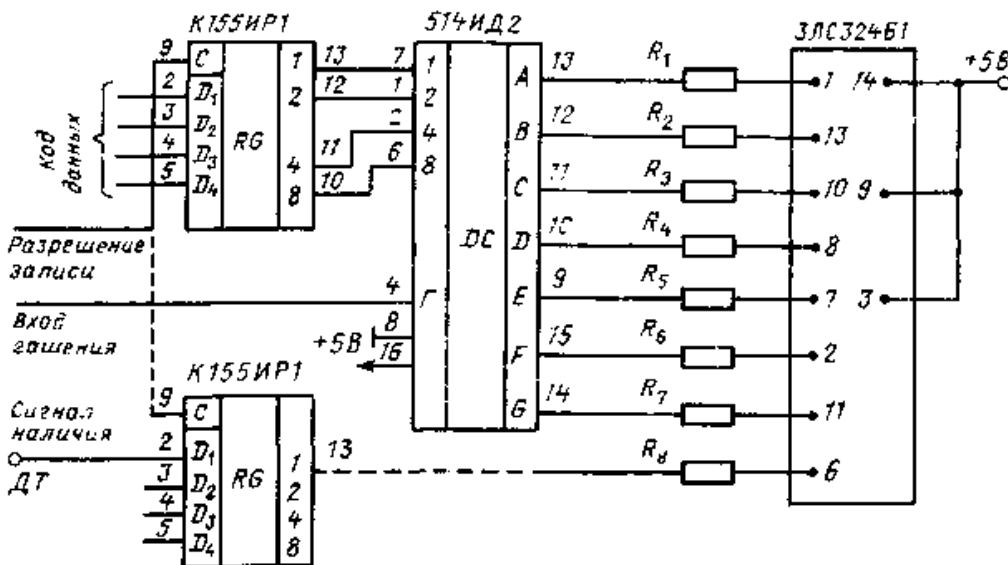 К155ИР1
514ИД2
ЗЛС324Б1
+5В
9 С
2 D1
3 D2
4 D3
5 D4
RG
1 13
2 12
4 11
8 10
Код данных
7 1
1 2
2 4
6 8
DC
A 13 R1 1 14
B 12 R2 13
C 11 R3 10 9
D 10 R4 8
E 9 R5 7 3
F 15 R6 2
G 14 R7 11
R8 6
Разрешение
записи
4 Г
Вход
гашения
+5В
8
16
К155ИР1
9 С
Сигнал
наличия
ДТ
2 D1
3 D2
4 D3
5 D4
RG
1 13
2
4
8